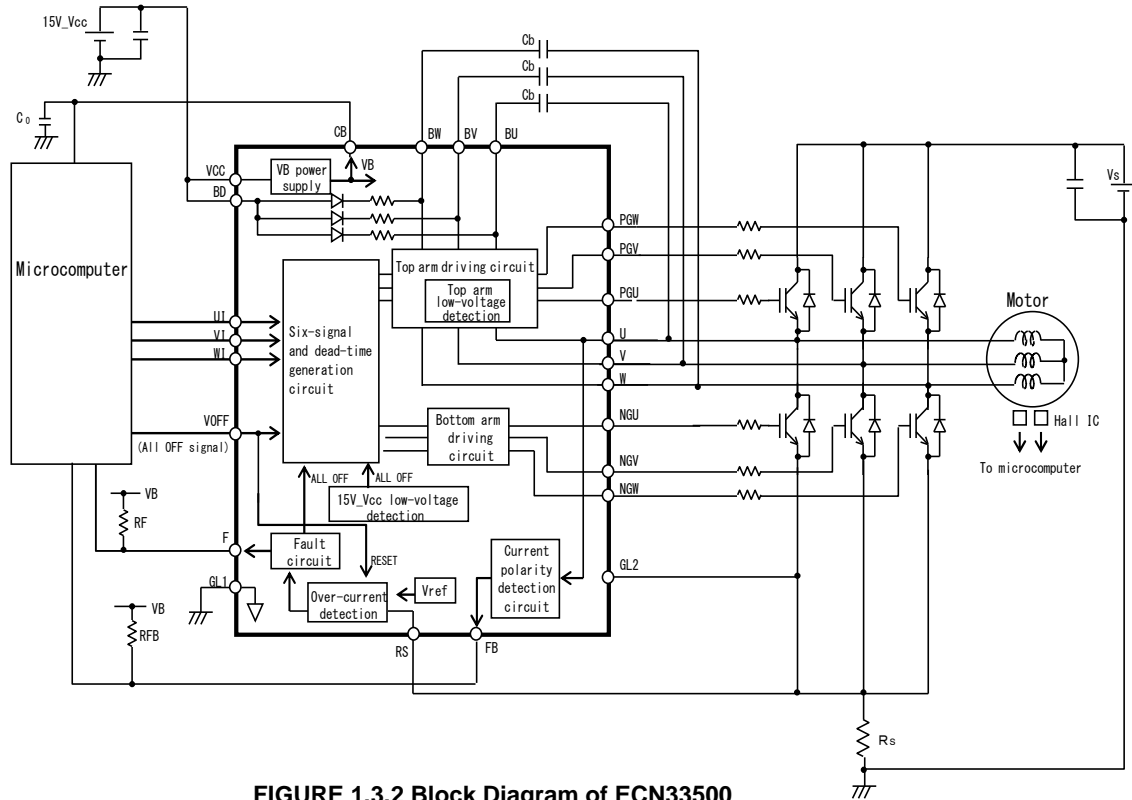 15V_Vcc
Cb
Cb
Cb
C0
CB
BW
BV
BU
VCC
VB power
supply
VB
BD
Vs
Microcomputer
PGW
PGV
PGU
Top arm driving circuit
Top arm
low-voltage
detection
Motor
UI
VI
WI
Six-signal
and dead-time
generation
circuit
U
V
W
VOFF
(All OFF signal)
Bottom arm
driving
circuit
NGU
NGV
NGW
Hall IC
To microcomputer
ALL OFF
ALL OFF
15V_Vcc low-voltage
detection
VB
RF
F
Fault
circuit
RESET
Current
polarity
detection
circuit
GL2
GL1
Over-current
detection
Vref
VB
RFB
RS
FB
Rs
FIGURE 1.3.2 Block Diagram of ECN33500